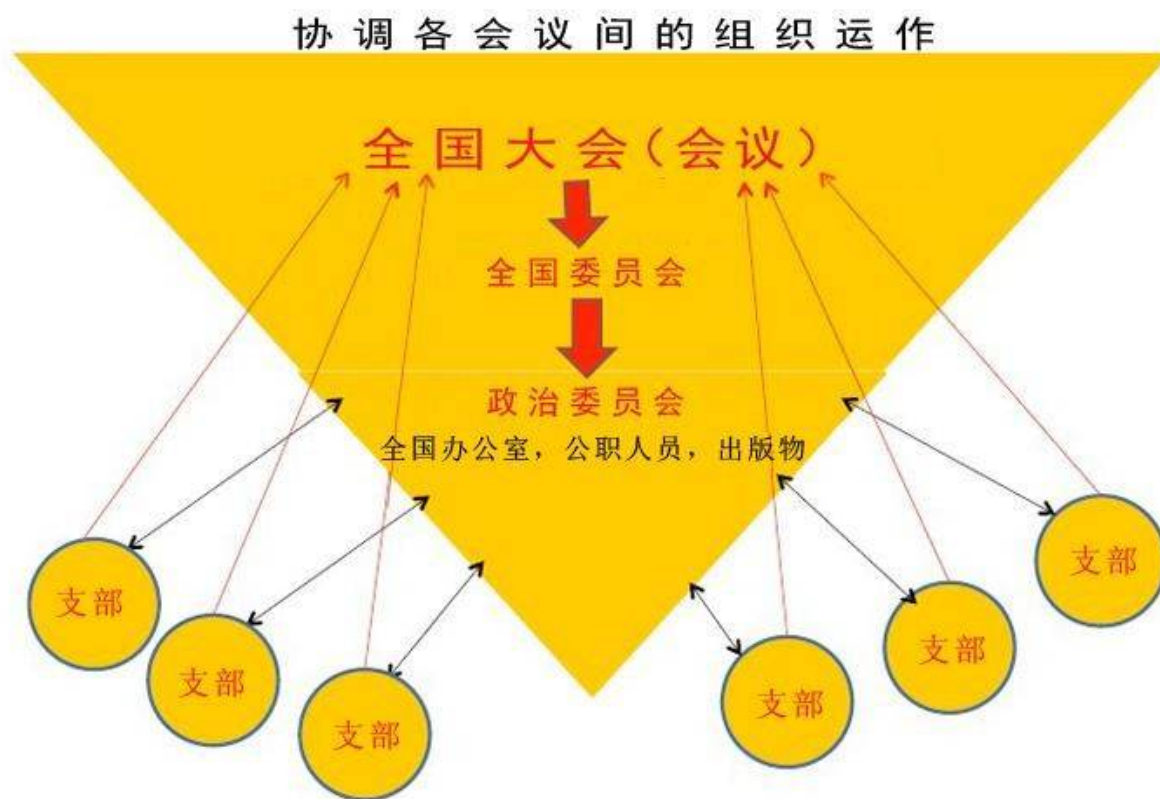 协调各会议间的组织运作
全国大会(会议)
全国委员会
政治委员会
全国办公室，公职人员，出版物
支部
支部
支部
支部
支部
支部